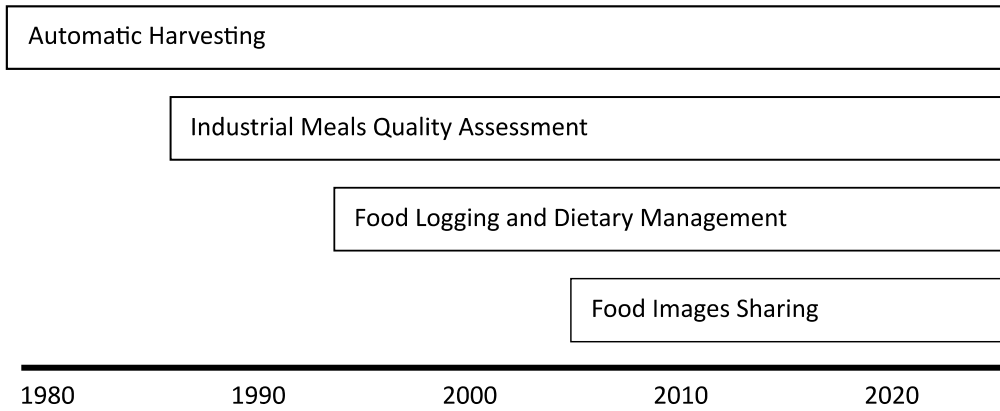 Automatic Harvesting
Industrial Meals Quality Assessment
Food Logging and Dietary Management
Food Images Sharing
1980 1990 2000 2010 2020